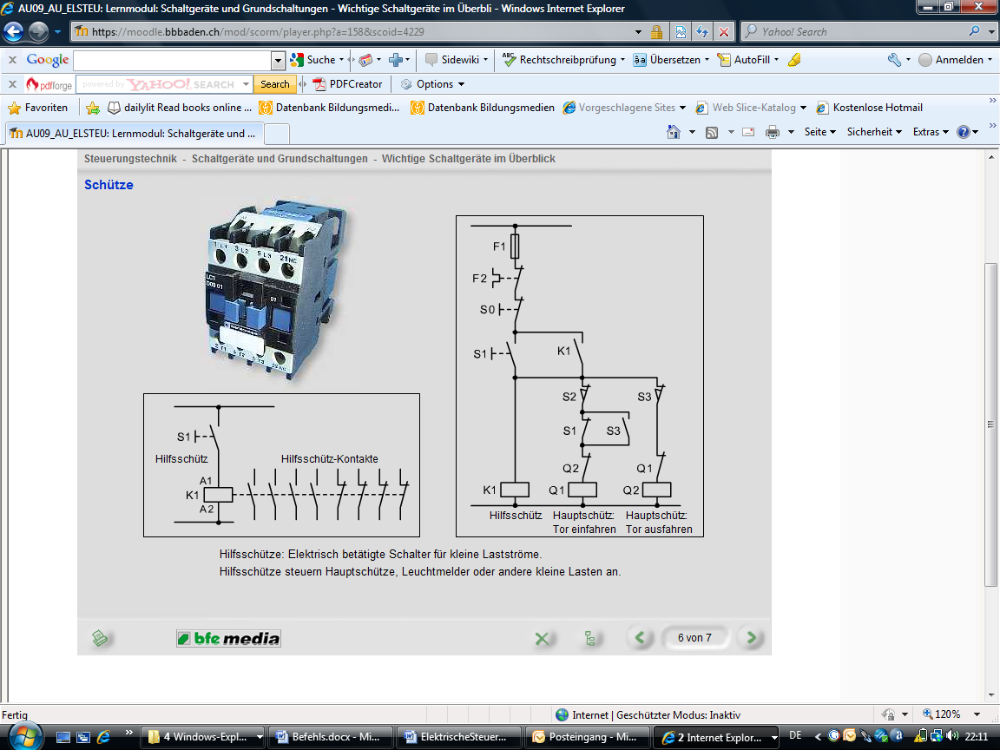 AU09_AU_ELSTEU: Lernmodul: Schaltgeräte und Grundschaltungen - Wichtige Schaltgeräte im Überbli - Windows Internet Explorer
https://moodle.bbbaden.ch/mod/scorm/player.php?a=158&scoid=4229
Yahoo! Search
x Google Suche Sidewiki ABC Rechtschreibprüfung aä Übersetzen AutoFill Anmelden
x pdfforge powered by YAHOO! SEARCH Search PDFCreator Options
Favoriten dailylit Read books online ... Datenbank Bildungsmedi... Datenbank Bildungsmedien Vorgeschlagene Sites Web Slice-Katalog Kostenlose Hotmail
AU09_AU_ELSTEU: Lernmodul: Schaltgeräte und ... Seite Sicherheit Extras
Steuerungstechnik - Schaltgeräte und Grundschaltungen - Wichtige Schaltgeräte im Überblick
Schütze
1 L1 3 L2 5 L3 21NC
LC1
D09 01
D1
2 T1 4 T2 6 T3 22 NC
S1
Hilfsschütz Hilfsschütz-Kontakte
A1
K1
A2
F1
F2
S0
S1 K1
S2 S3
S1 S3
Q2 Q1
K1 Q1 Q2
Hilfsschütz Hauptschütz: Hauptschütz:
Tor einfahren Tor ausfahren
Hilfsschütze: Elektrisch betätigte Schalter für kleine Lastströme.
Hilfsschütze steuern Hauptschütze, Leuchtmelder oder andere kleine Lasten an.
bfe media
6 von 7
Fertig Internet | Geschützter Modus: Inaktiv 120%
4 Windows-Expl... Befehls.docx - Mi... ElektrischeSteuer... Posteingang - Mi... 2 Internet Explor... DE 22:11